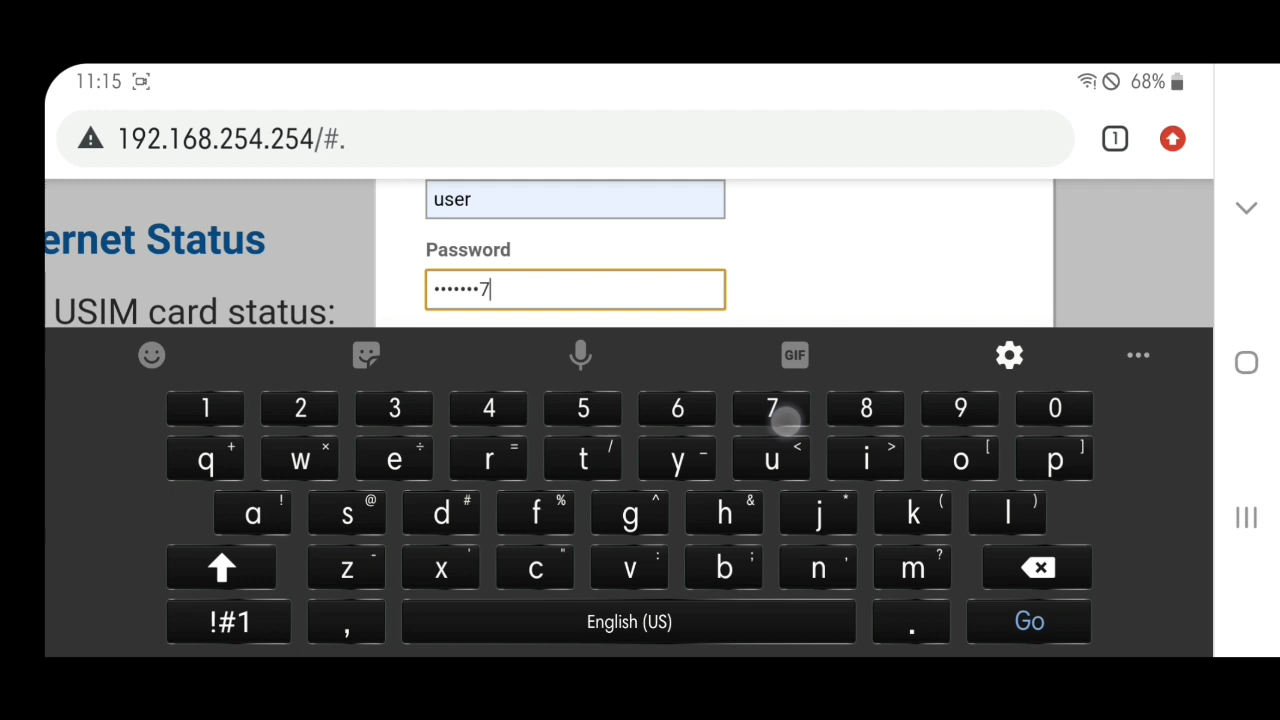 11:15 68%
192.168.254.254/#. 1
user
ernet Status
Password
•••••••7
USIM card status:
GIF
1 2 3 4 5 6 7 8 9 0
q + w × e ÷ r = t / y _ u < i > o [ p ]
a ! s @ d # f % g ^ h & j * k ( l )
z - x ' c " v : b ; n , m ?
!#1 , English (US) . Go